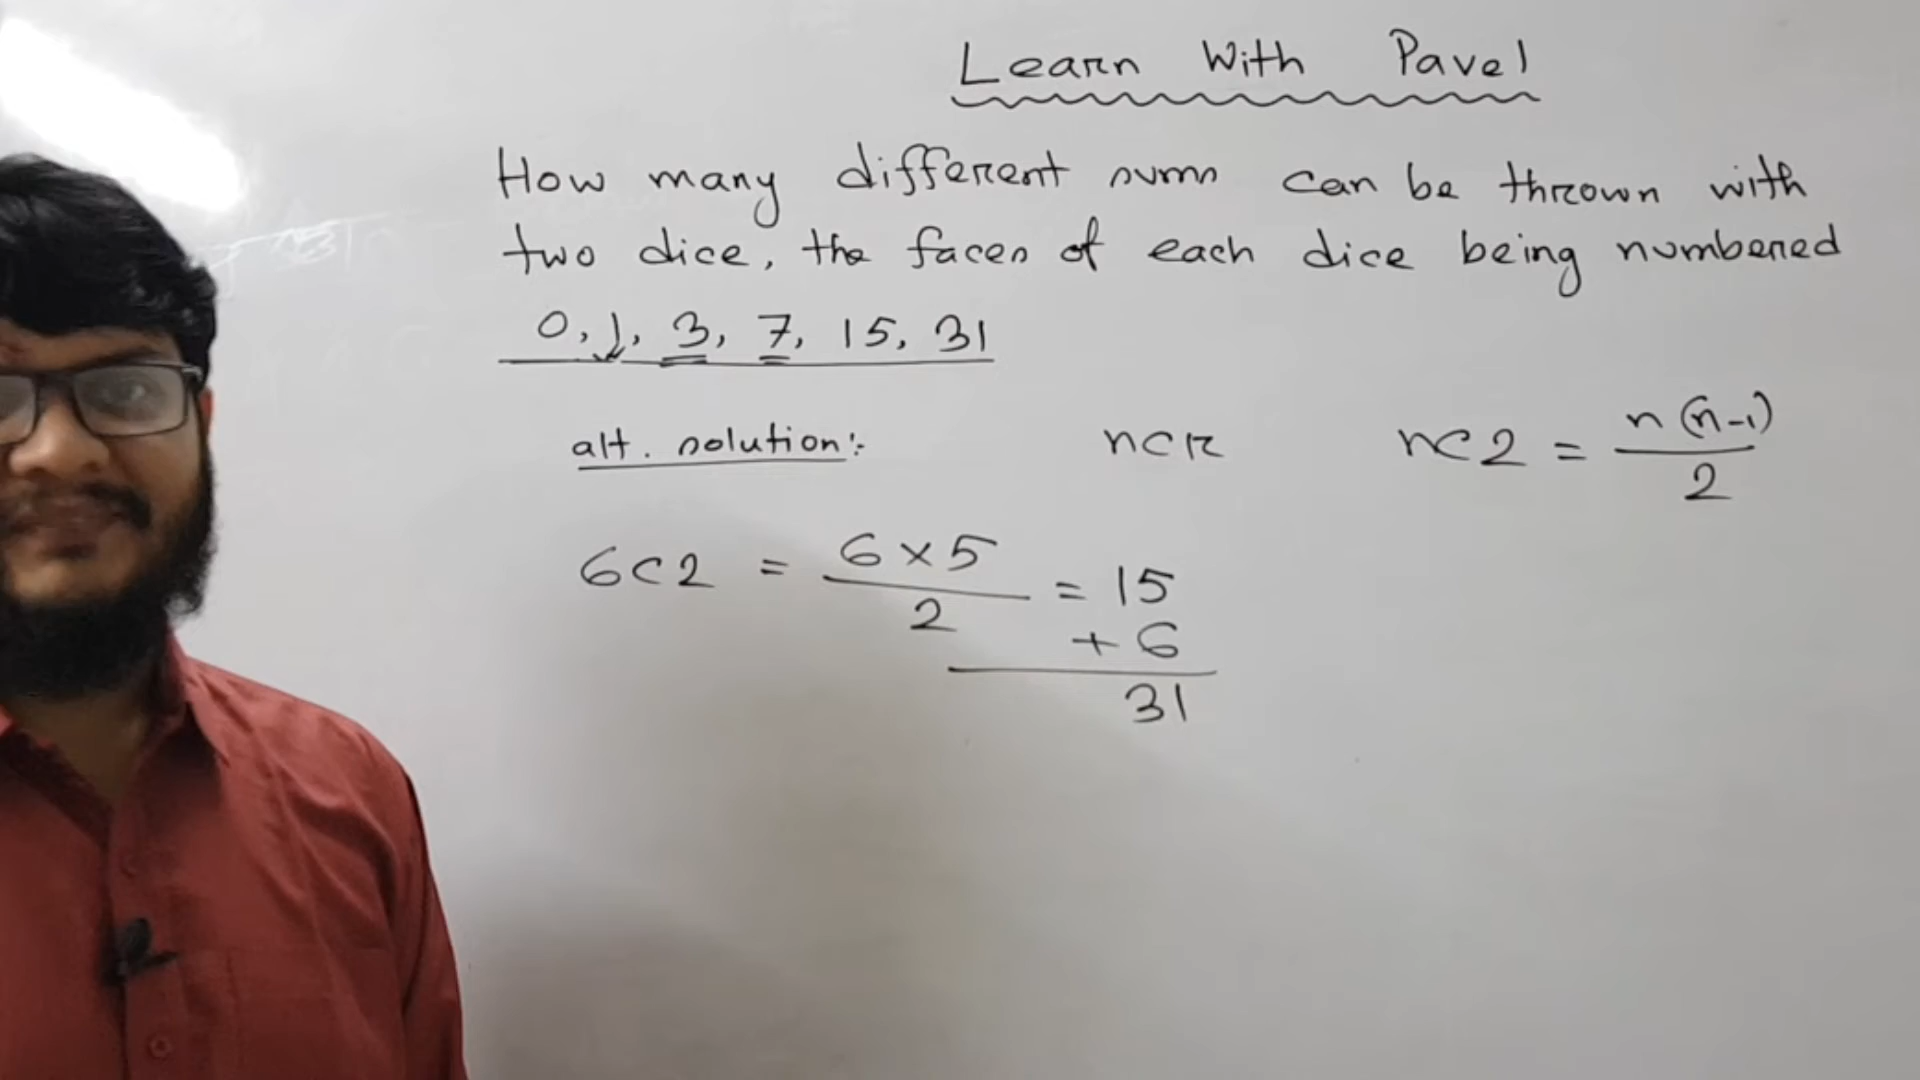 Learn With Pavel
How many different sums can be thrown with
two dice, the faces of each dice being numbered
0, 1, 3, 7, 15, 31
alt. solution:- nCr nC2 = n(n-1)/2
6C2 = 6×5/2 = 15
+ 6
31